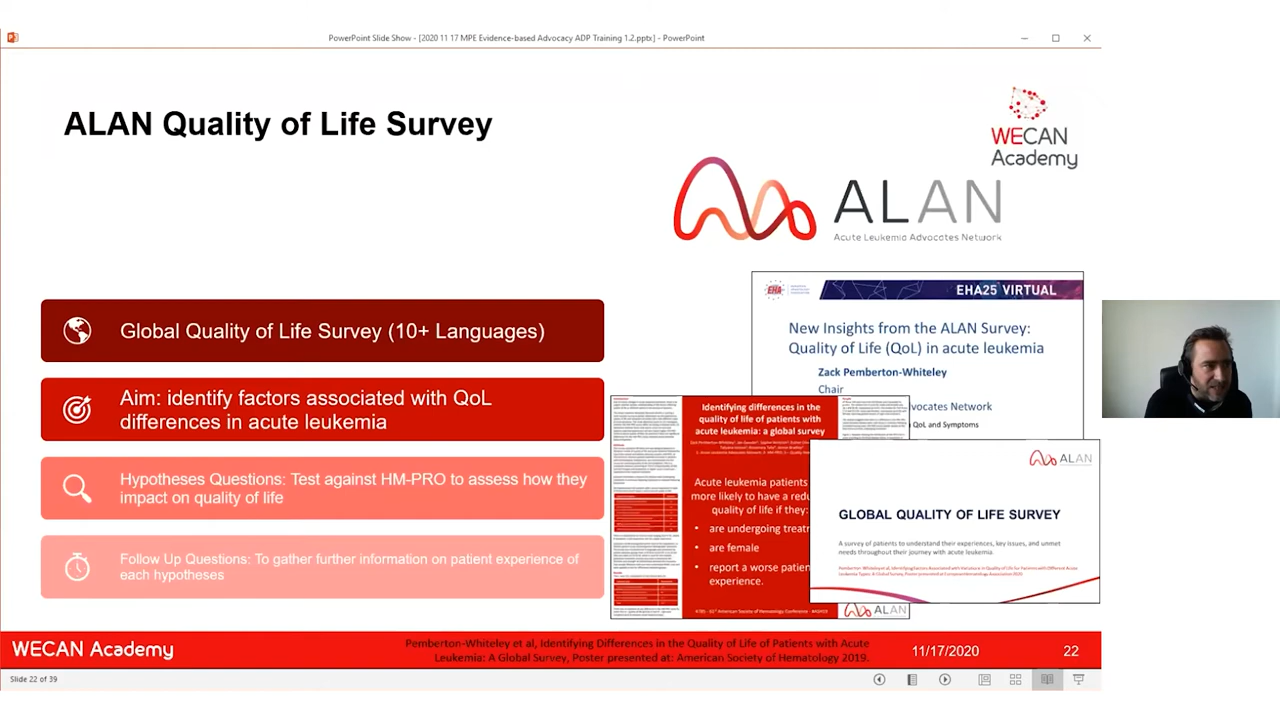 PowerPoint Slide Show - [2020 11 17 MPE Evidence-based Advocacy ADP Training 1.2.pptx] - PowerPoint
ALAN Quality of Life Survey
WECAN
Academy
ALAN
Acute Leukemia Advocates Network
Global Quality of Life Survey (10+ Languages)
Aim: identify factors associated with QoL
differences in acute leukemia
Hypotheses Questions: Test against HM-PRO to assess how they
impact on quality of life
Follow Up Questions: To gather further information on patient experience of
each hypotheses
EHA
EHA25 VIRTUAL
New Insights from the ALAN Survey:
Quality of Life (QoL) in acute leukemia
Zack Pemberton-Whiteley
Chair
vocates Network
QoL and Symptoms
Identifying differences in the
quality of life of patients with
acute leukemia: a global survey
Acute leukemia patients
more likely to have a redu
quality of life if they:
• are undergoing treatr
• are female
• report a worse patien
experience.
ALAN
ALAN
GLOBAL QUALITY OF LIFE SURVEY
A survey of patients to understand their experiences, key issues, and unmet
needs throughout their journey with acute leukemia.
WECAN Academy
Pemberton-Whiteley et al, Identifying Differences in the Quality of Life of Patients with Acute
Leukemia: A Global Survey, Poster presented at: American Society of Hematology 2019.
11/17/2020
22
Slide 22 of 39